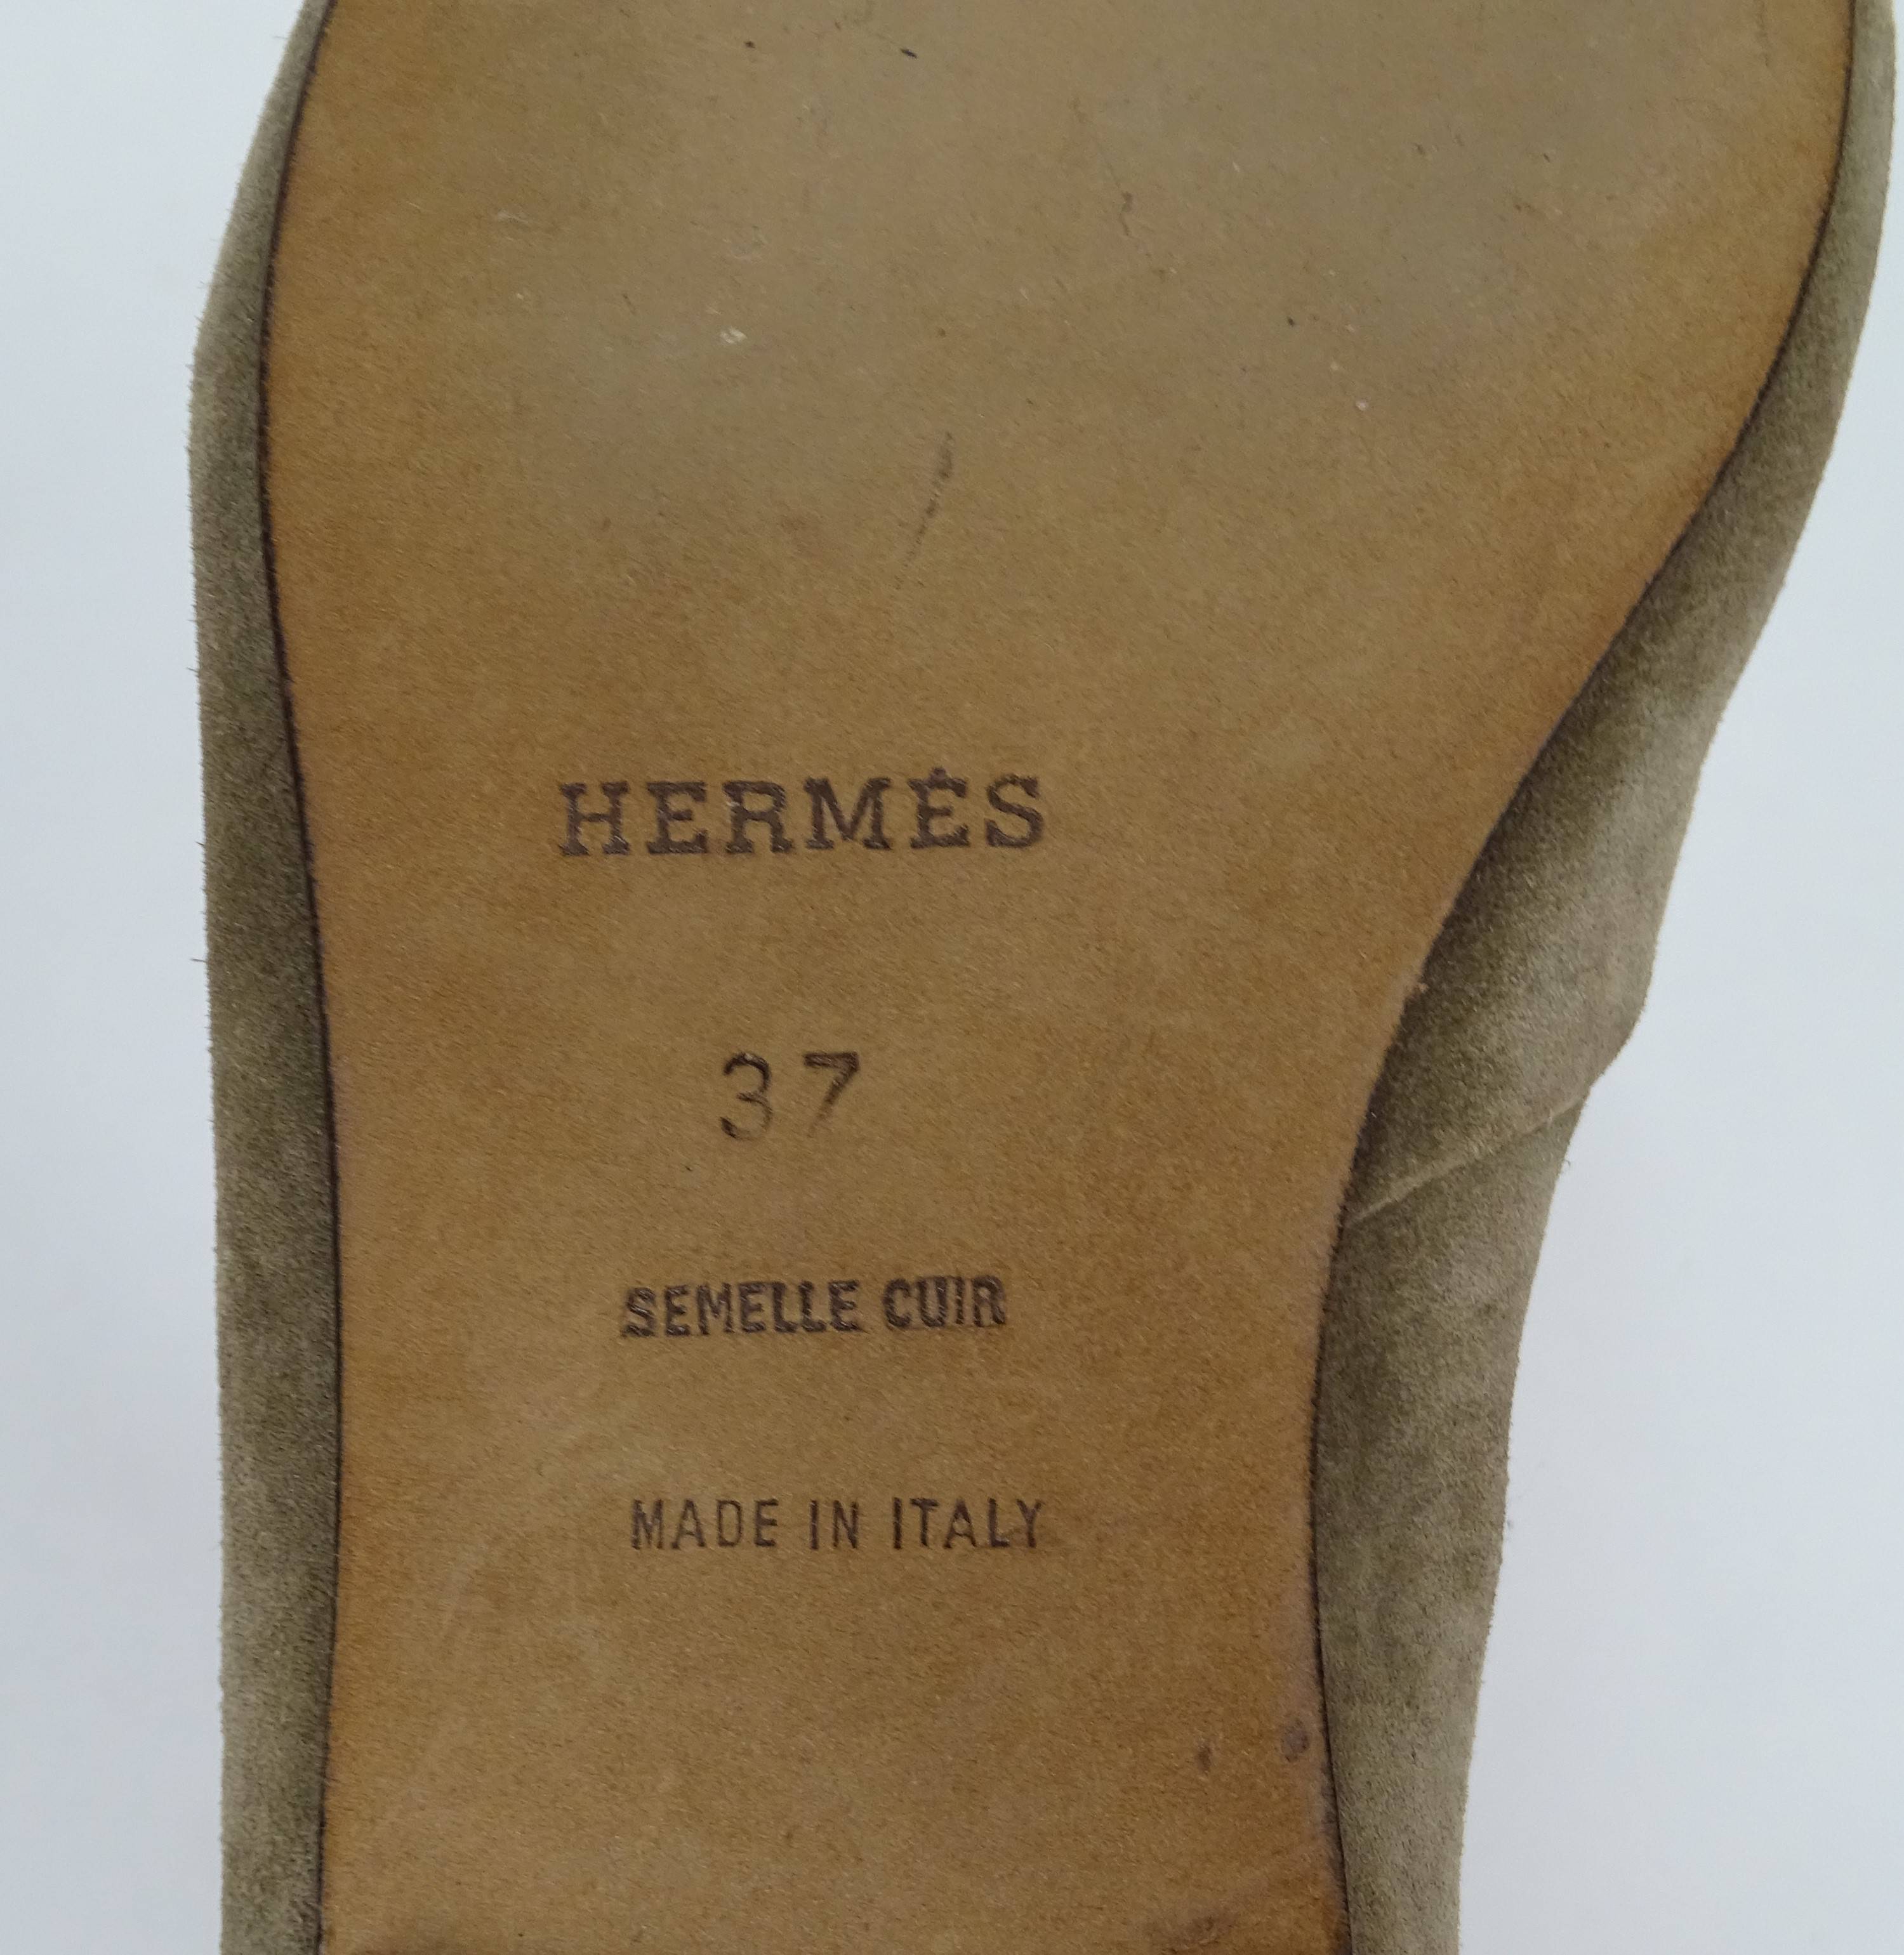 HERMÈS
37
SEMELLE CUIR
MADE IN ITALY